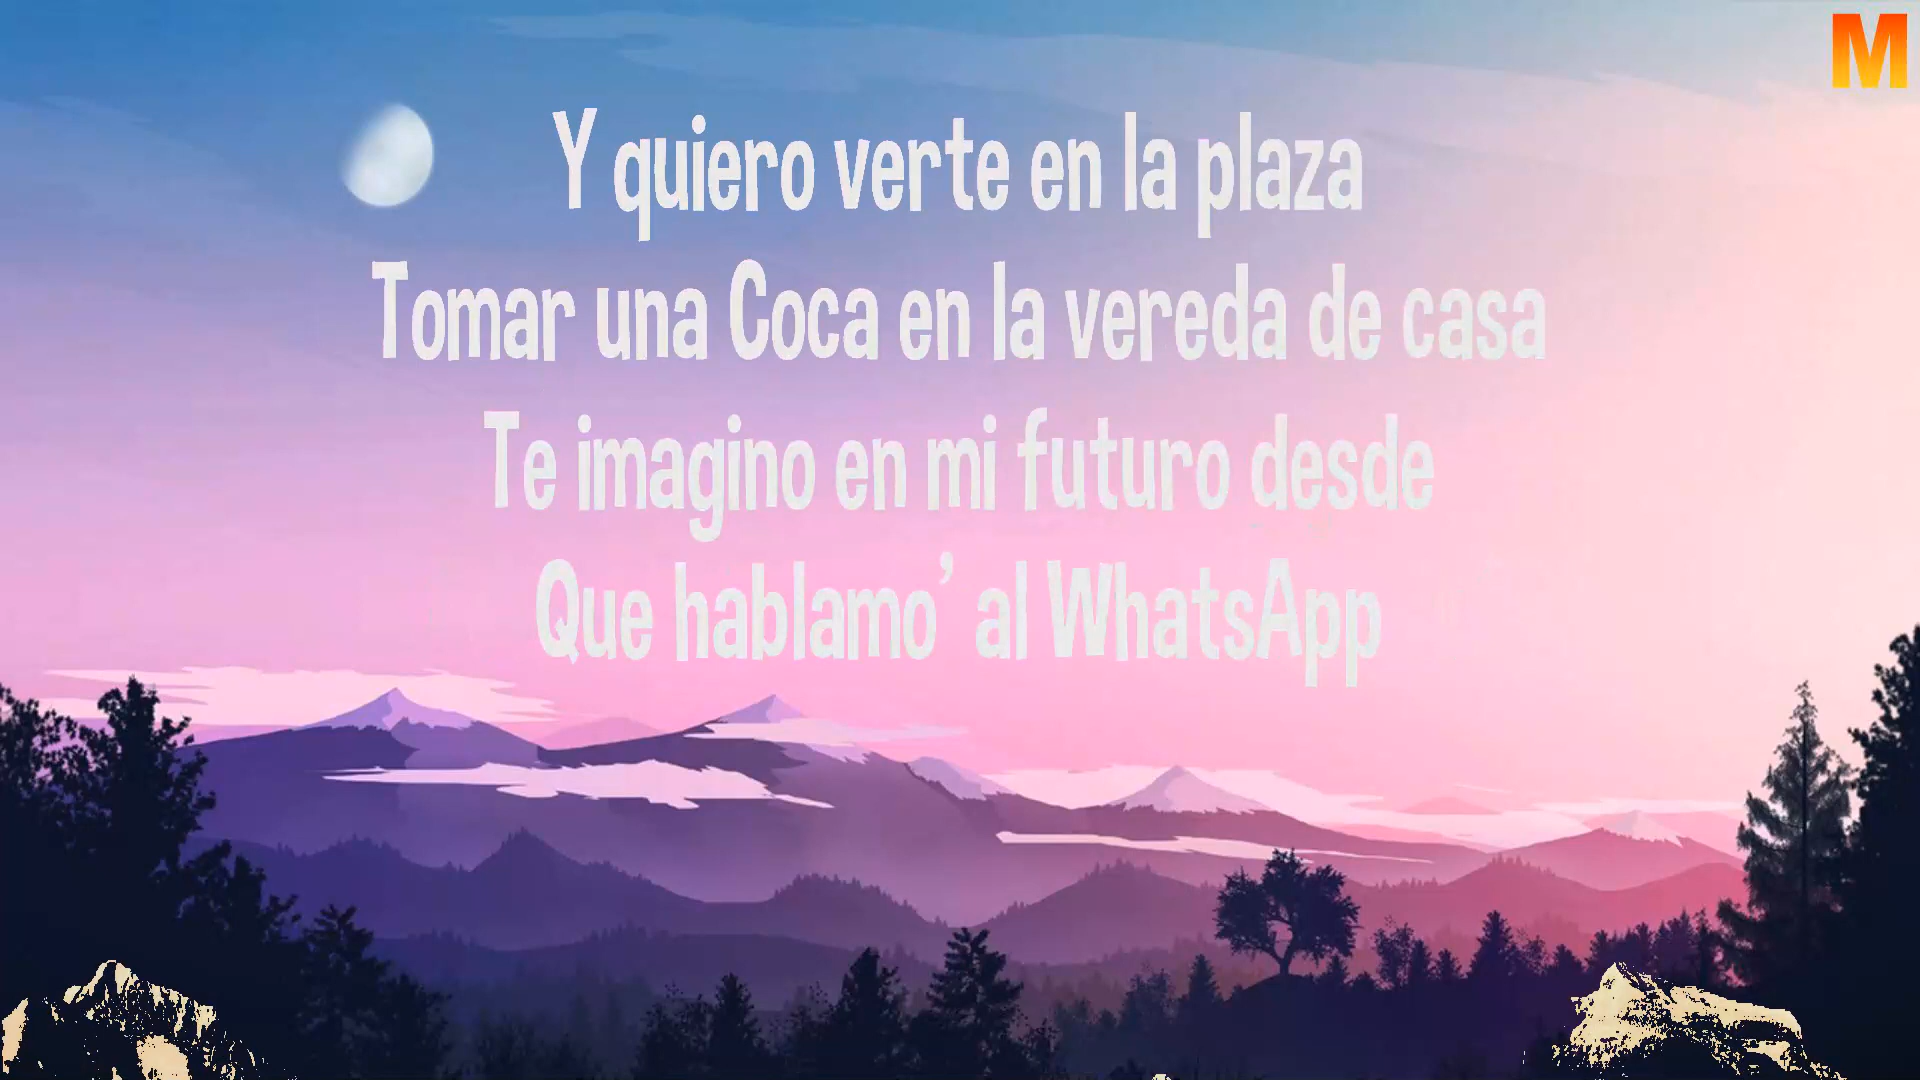 M
Y quiero verte en la plaza
Tomar una Coca en la vereda de casa
Te imagino en mi futuro desde
Que hablamo' al WhatsApp